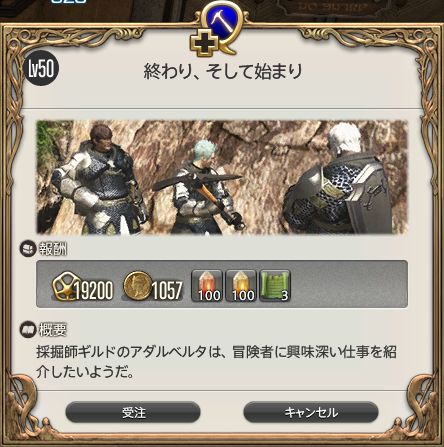 Lv50
終わり、そして始まり
報酬
19200 1057 100 100 3
概要
採掘師ギルドのアダルベルタは、冒険者に興味深い仕事を紹
介したいようだ。
受注 キャンセル